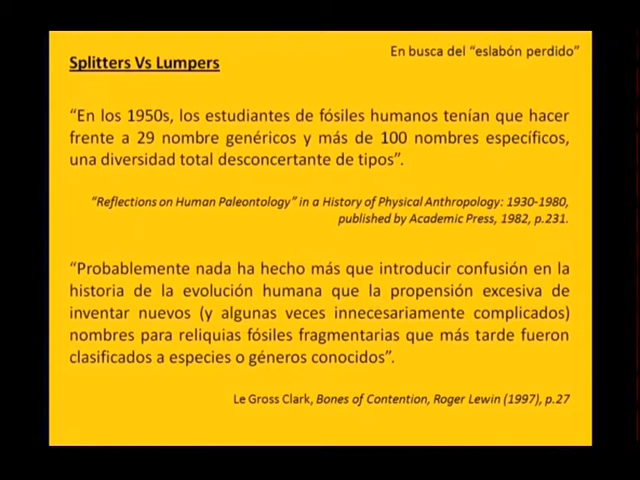 En busca del “eslabón perdido”
Splitters Vs Lumpers
“En los 1950s, los estudiantes de fósiles humanos tenían que hacer
frente a 29 nombre genéricos y más de 100 nombres específicos,
una diversidad total desconcertante de tipos”.
“Reflections on Human Paleontology” in a History of Physical Anthropology: 1930-1980,
published by Academic Press, 1982, p.231.
“Probablemente nada ha hecho más que introducir confusión en la
historia de la evolución humana que la propensión excesiva de
inventar nuevos (y algunas veces innecesariamente complicados)
nombres para reliquias fósiles fragmentarias que más tarde fueron
clasificados a especies o géneros conocidos”.
Le Gross Clark, Bones of Contention, Roger Lewin (1997), p.27